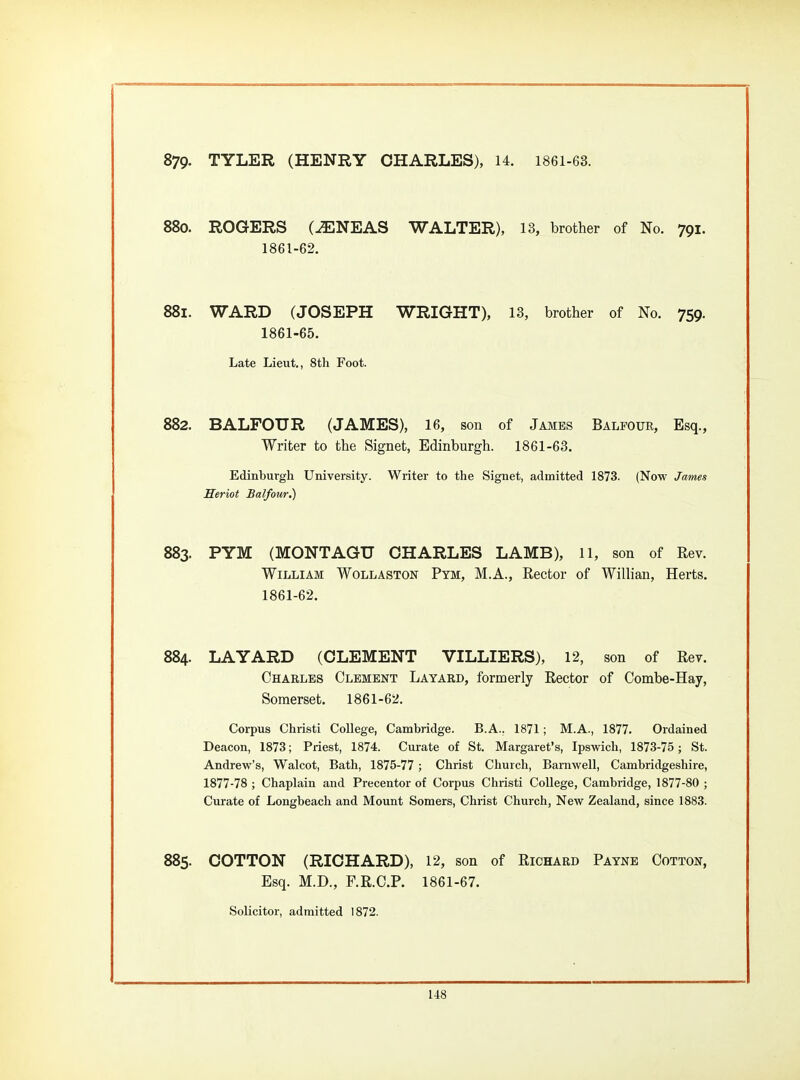 879. TYLER (HENRY CHARLES), 14. 1861-63.
880. ROGERS (ÆNEAS WALTER), 13, brother of No. 791.
1861-62.
881. WARD (JOSEPH WRIGHT), 13, brother of No. 759.
1861-65.
Late Lieut., 8th Foot.
882. BALFOUR (JAMES), 16, son of James Balfour, Esq.,
Writer to the Signet, Edinburgh. 1861-63.
Edinburgh University. Writer to the Signet, admitted 1873. (Now James
Heriot Balfour.)
883. PYM (MONTAGU CHARLES LAMB), 11, son of Rev.
William Wollaston Pym, M.A., Rector of Willian, Herts.
1861-62.
884. LAYARD (CLEMENT VILLIERS), 12, son of Rev.
Charles Clement Layard, formerly Rector of Combe-Hay,
Somerset. 1861-62.
Corpus Christi College, Cambridge. B.A., 1871; M.A., 1877. Ordained
Deacon, 1873; Priest, 1874. Curate of St. Margaret's, Ipswich, 1873-75; St.
Andrew's, Walcot, Bath, 1875-77 ; Christ Church, Barnwell, Cambridgeshire,
1877-78 ; Chaplain and Precentor of Corpus Christi College, Cambridge, 1877-80 ;
Curate of Longbeach and Mount Somers, Christ Church, New Zealand, since 1883.
885. COTTON (RICHARD), 12, son of Richard Payne Cotton,
Esq. M.D., F.R.C.P. 1861-67.
Solicitor, admitted 1872.
148